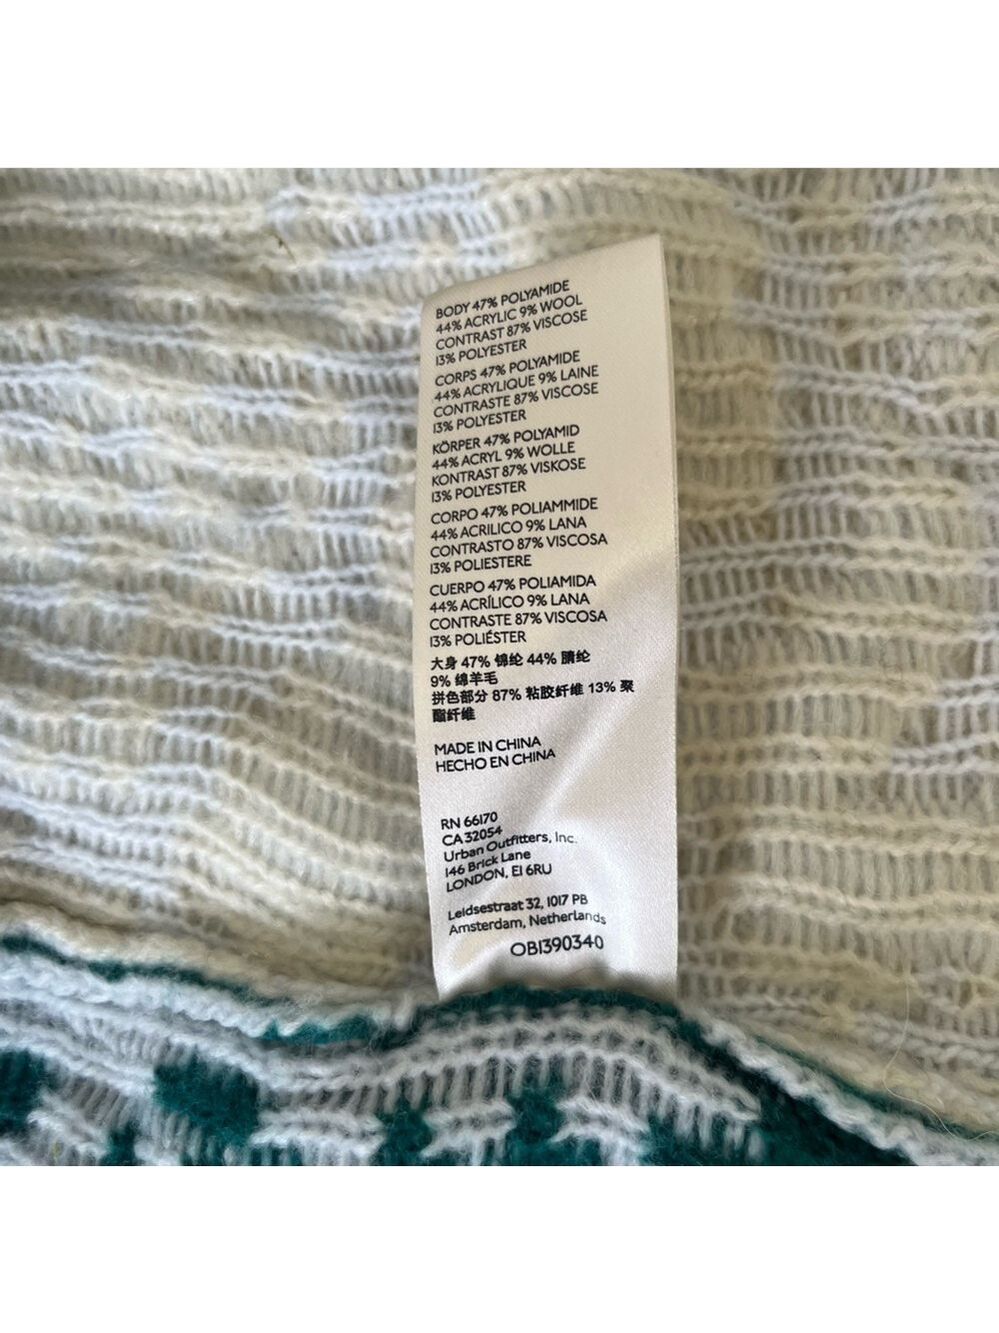 BODY 47% POLYAMIDE
44% ACRYLIC 9% WOOL
CONTRAST 87% VISCOSE
13% POLYESTER
CORPS 47% POLYAMIDE
44% ACRYLIQUE 9% LAINE
CONTRASTE 87% VISCOSE
13% POLYESTER
KÖRPER 47% POLYAMID
44% ACRYL 9% WOLLE
KONTRAST 87% VISKOSE
13% POLYESTER
CORPO 47% POLIAMMIDE
44% ACRILICO 9% LANA
CONTRASTO 87% VISCOSA
13% POLIESTERE
CUERPO 47% POLIAMIDA
44% ACRÍLICO 9% LANA
CONTRASTE 87% VISCOSA
13% POLIÉSTER
大身 47% 锦纶 44% 腈纶
9% 绵羊毛
拼色部分 87% 粘胶纤维 13% 聚
酯纤维
MADE IN CHINA
HECHO EN CHINA
RN 66170
CA 32054
Urban Outfitters, Inc.
146 Brick Lane
LONDON, E1 6RU
Leidsestraat 32, 1017 PB
Amsterdam, Netherlands
OB1390340